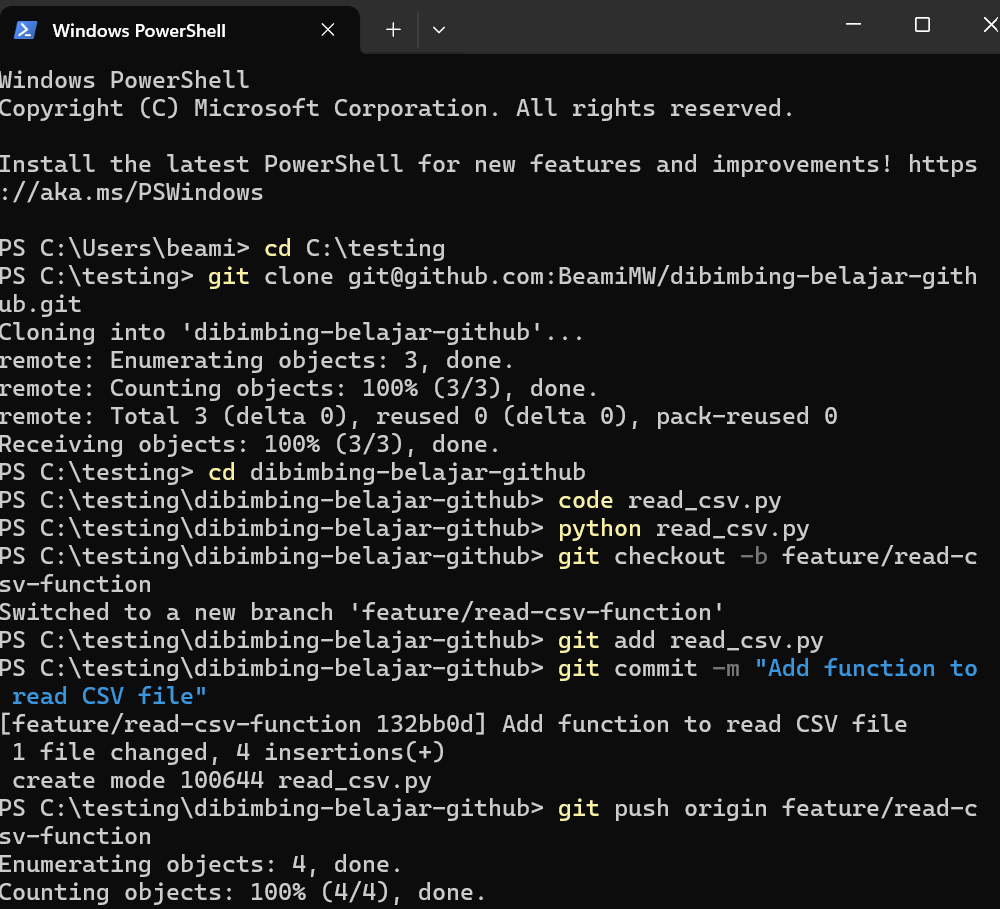 Windows PowerShell
Windows PowerShell
Copyright (C) Microsoft Corporation. All rights reserved.
Install the latest PowerShell for new features and improvements! https
://aka.ms/PSWindows
PS C:\Users\beami> cd C:\testing
PS C:\testing> git clone git@github.com:BeamiMW/dibimbing-belajar-gith
ub.git
Cloning into 'dibimbing-belajar-github'...
remote: Enumerating objects: 3, done.
remote: Counting objects: 100% (3/3), done.
remote: Total 3 (delta 0), reused 0 (delta 0), pack-reused 0
Receiving objects: 100% (3/3), done.
PS C:\testing> cd dibimbing-belajar-github
PS C:\testing\dibimbing-belajar-github> code read_csv.py
PS C:\testing\dibimbing-belajar-github> python read_csv.py
PS C:\testing\dibimbing-belajar-github> git checkout -b feature/read-c
sv-function
Switched to a new branch 'feature/read-csv-function'
PS C:\testing\dibimbing-belajar-github> git add read_csv.py
PS C:\testing\dibimbing-belajar-github> git commit -m "Add function to
 read CSV file"
[feature/read-csv-function 132bb0d] Add function to read CSV file
 1 file changed, 4 insertions(+)
 create mode 100644 read_csv.py
PS C:\testing\dibimbing-belajar-github> git push origin feature/read-c
sv-function
Enumerating objects: 4, done.
Counting objects: 100% (4/4), done.